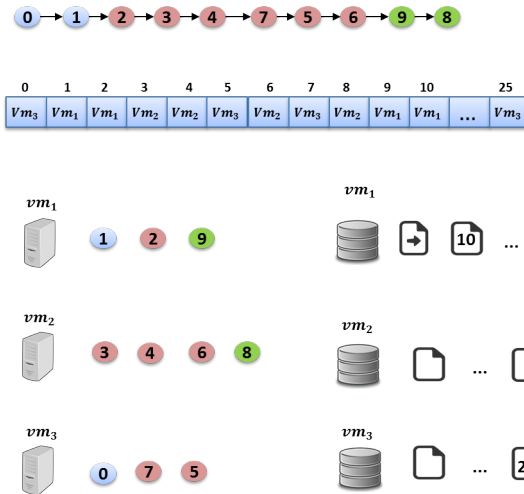 0 1 2 3 4 7 5 6 9 8
0 1 2 3 4 5 6 7 8 9 10 25
Vm₃ Vm₁ Vm₁ Vm₂ Vm₂ Vm₃ Vm₂ Vm₃ Vm₂ Vm₁ Vm₁ ... Vm₃
vm₁ vm₁
1 2 9 10 ...
vm₂ vm₂
3 4 6 8 ...
vm₃ vm₃
0 7 5 ...